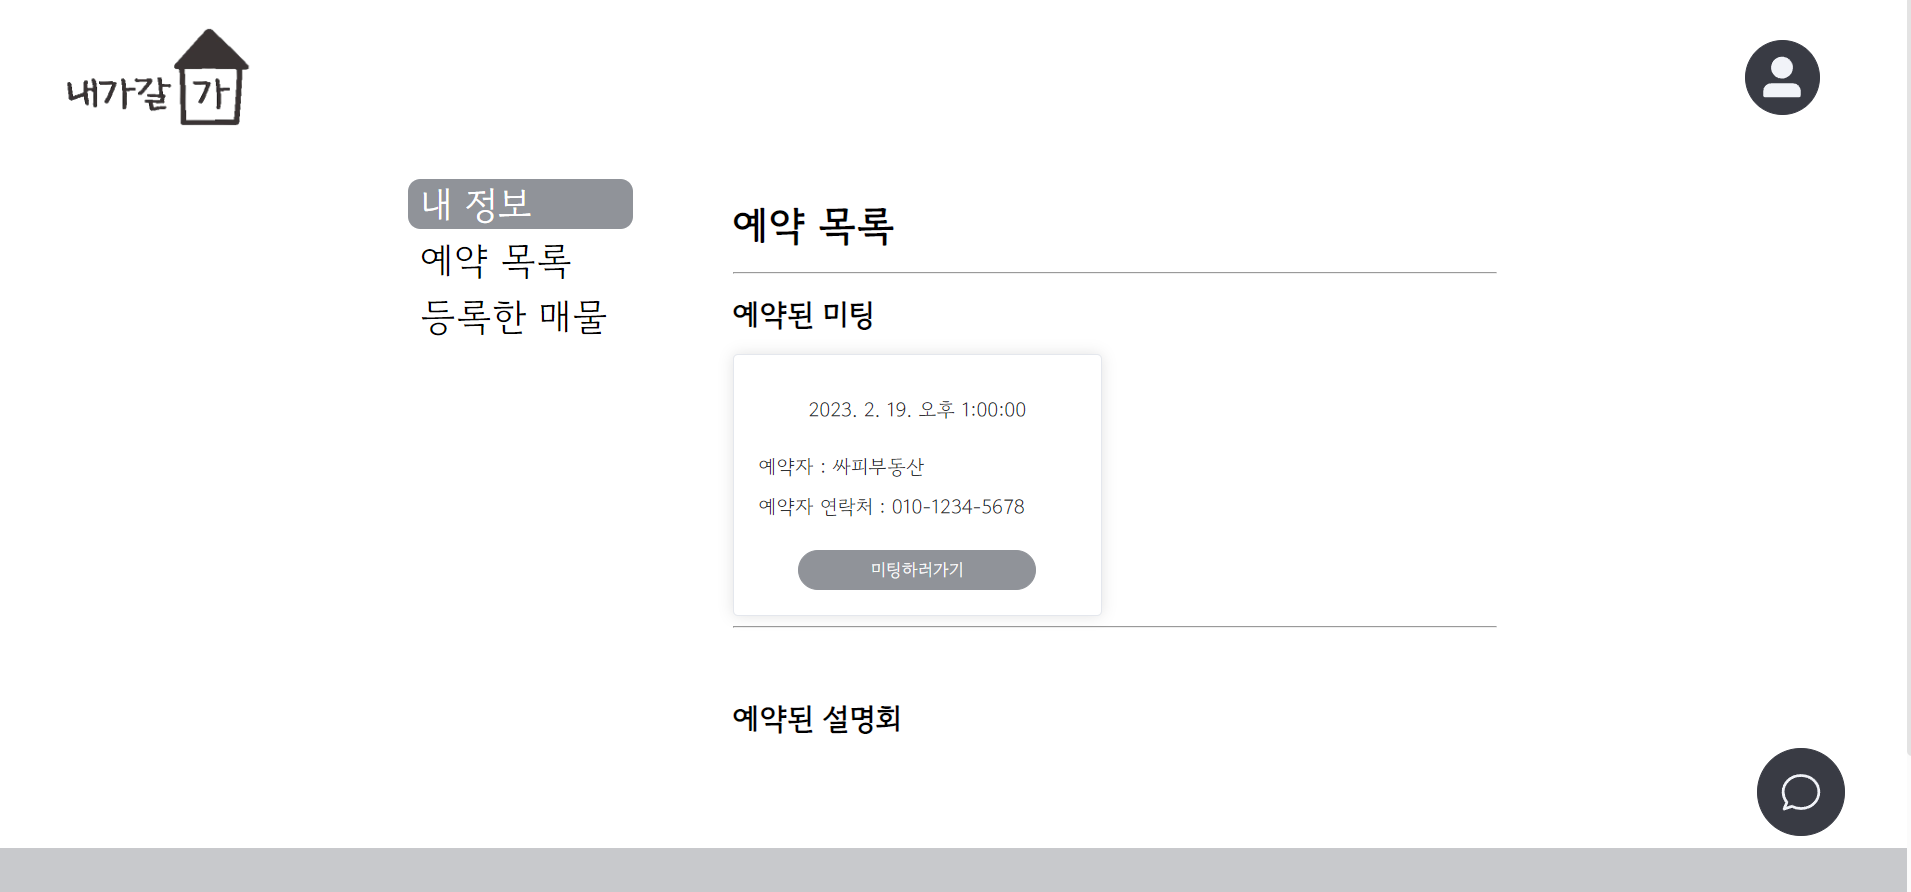 내가갈 가
내 정보
예약 목록
등록한 매물
예약 목록
예약된 미팅
2023. 2. 19. 오후 1:00:00
예약자 : 싸피부동산
예약자 연락처 : 010-1234-5678
미팅하러가기
예약된 설명회